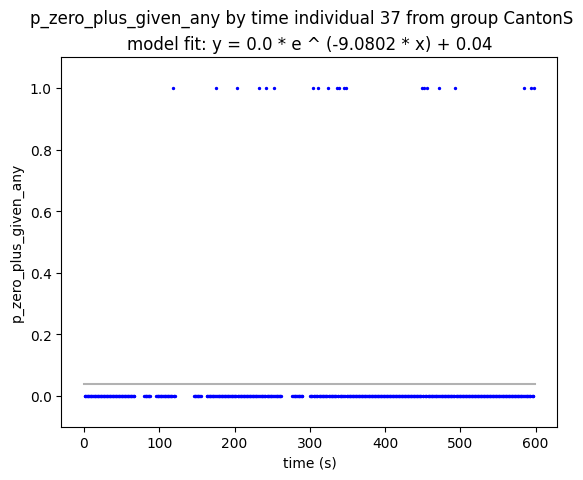 p_zero_plus_given_any by time individual 37 from group CantonS
model fit: y = 0.0 * e ^ (-9.0802 * x) + 0.04
1.0
0.8
0.6
0.4
0.2
0.0
p_zero_plus_given_any
0 100 200 300 400 500 600
time (s)